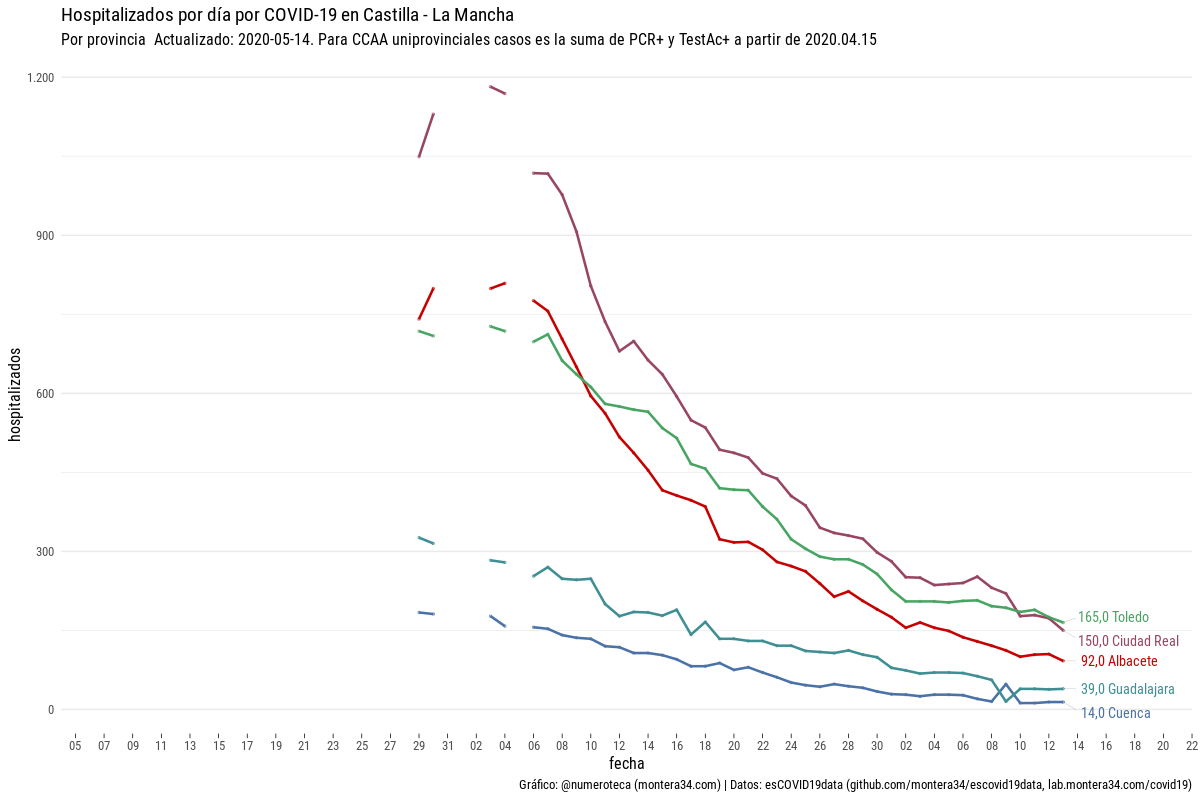 Hospitalizados por día por COVID-19 en Castilla - La Mancha
Por provincia  Actualizado: 2020-05-14. Para CCAA uniprovinciales casos es la suma de PCR+ y TestAc+ a partir de 2020.04.15
1.200
900
600
300
0
hospitalizados
165,0 Toledo
150,0 Ciudad Real
92,0 Albacete
39,0 Guadalajara
14,0 Cuenca
05 07 09 11 13 15 17 19 21 23 25 27 29 31 02 04 06 08 10 12 14 16 18 20 22 24 26 28 30 02 04 06 08 10 12 14 16 18 20 22
fecha
Gráfico: @numeroteca (montera34.com) | Datos: esCOVID19data (github.com/montera34/escovid19data, lab.montera34.com/covid19)